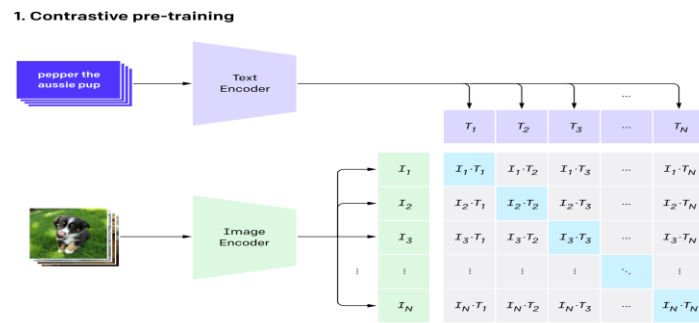 1. Contrastive pre-training
pepper the
aussie pup
Text
Encoder
...
T1 T2 T3 ... TN
I1 I1·T1 I1·T2 I1·T3 ... I1·TN
I2 I2·T1 I2·T2 I2·T3 ... I2·TN
Image
Encoder
I3 I3·T1 I3·T2 I3·T3 ... I3·TN
⋮ ⋮ ⋮ ⋮ ⋮ ⋱ ⋮
IN IN·T1 IN·T2 IN·T3 ... IN·TN